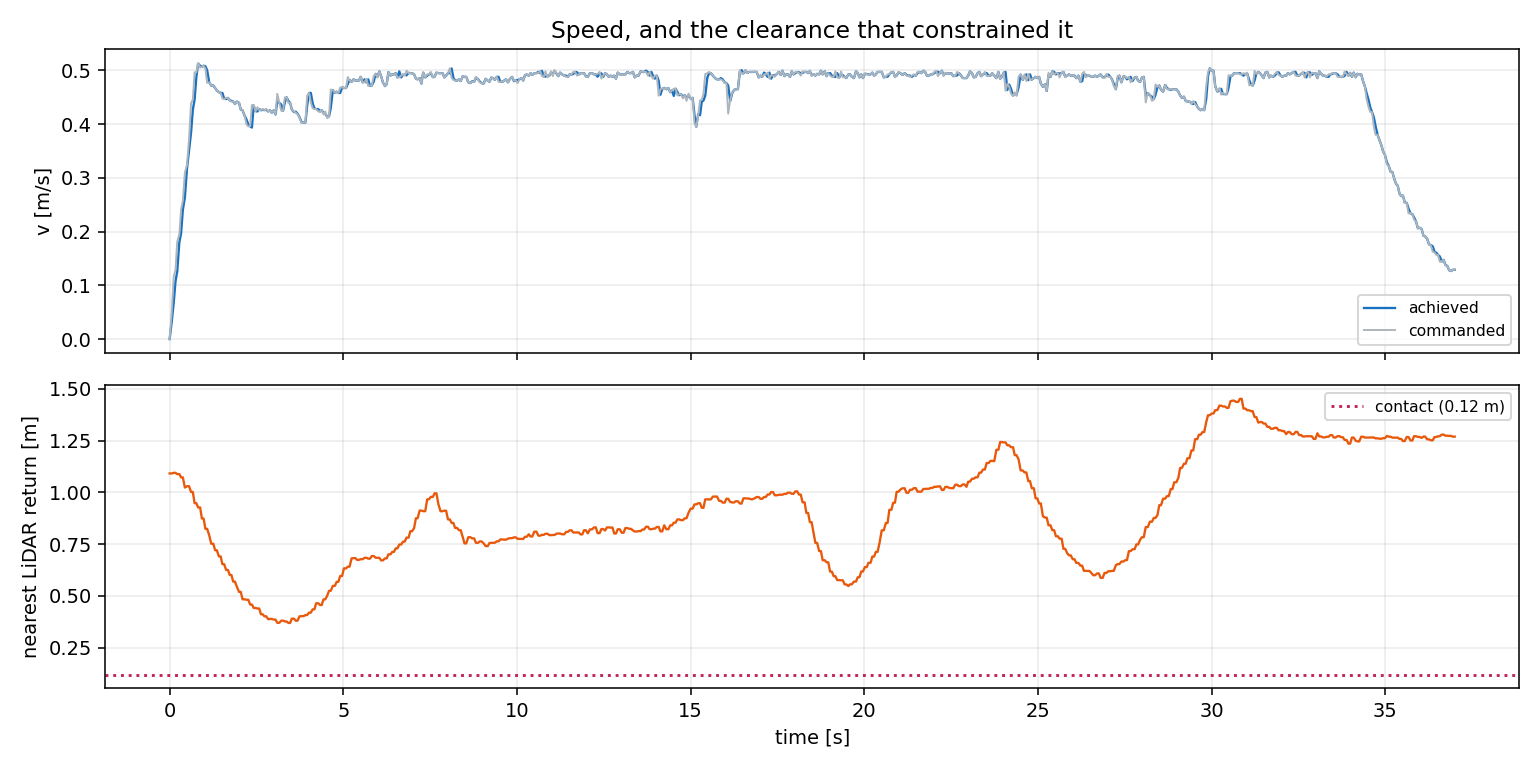 Speed, and the clearance that constrained it
v [m/s]
0.5
0.4
0.3
0.2
0.1
0.0
achieved
commanded
nearest LiDAR return [m]
1.50
1.25
1.00
0.75
0.50
0.25
contact (0.12 m)
0 5 10 15 20 25 30 35
time [s]